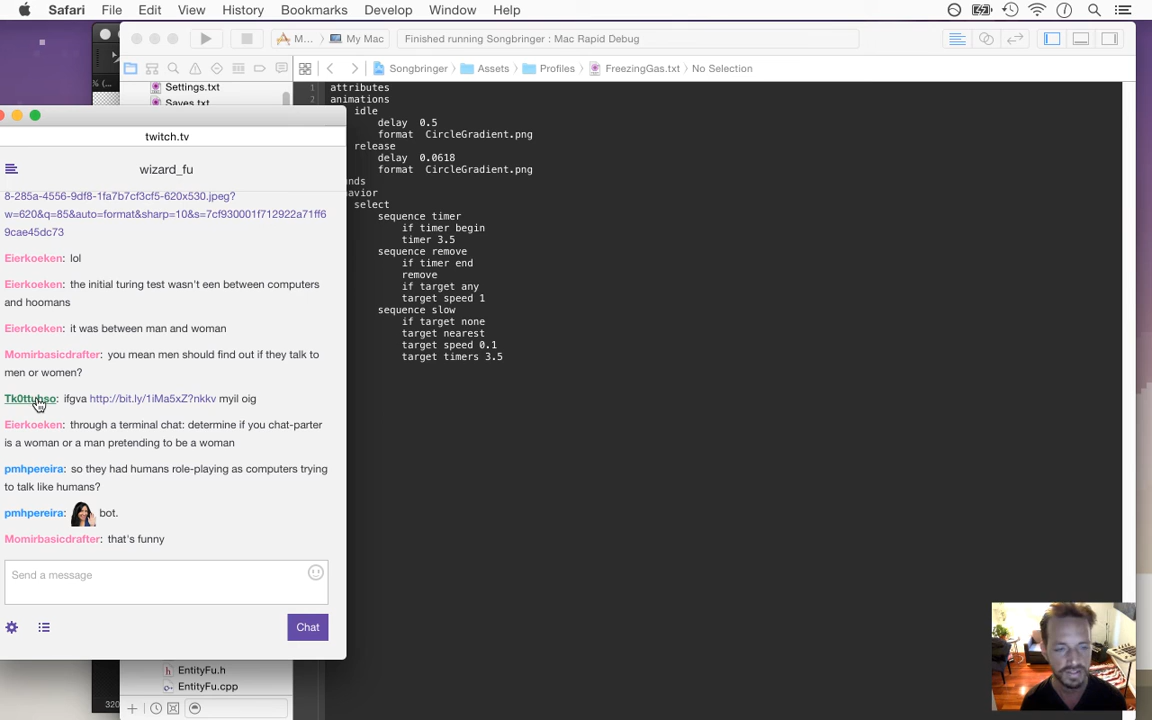 Safari File Edit View History Bookmarks Develop Window Help
M... My Mac Finished running Songbringer : Mac Rapid Debug
Songbringer Assets Profiles FreezingGas.txt No Selection
Settings.txt
Saves.txt
twitch.tv
wizard_fu
8-285a-4556-9df8-1fa7b7cf3cf5-620x530.jpeg?
w=620&q=85&auto=format&sharp=10&s=7cf930001f712922a71ff6
9cae45dc73
Eierkoeken: lol
Eierkoeken: the initial turing test wasn't een between computers
and hoomans
Eierkoeken: it was between man and woman
Momirbasicdrafter: you mean men should find out if they talk to
men or women?
Tk0ttubso: ifgva http://bit.ly/1iMa5xZ?nkkv myil oig
Eierkoeken: through a terminal chat: determine if you chat-parter
is a woman or a man pretending to be a woman
pmhpereira: so they had humans role-playing as computers trying
to talk like humans?
pmhpereira: bot.
Momirbasicdrafter: that's funny
Send a message
Chat
EntityFu.h
EntityFu.cpp
320
1 attributes
2 animations
idle
delay 0.5
format CircleGradient.png
release
delay 0.0618
format CircleGradient.png
unds
avior
select
sequence timer
if timer begin
timer 3.5
sequence remove
if timer end
remove
if target any
target speed 1
sequence slow
if target none
target nearest
target speed 0.1
target timers 3.5